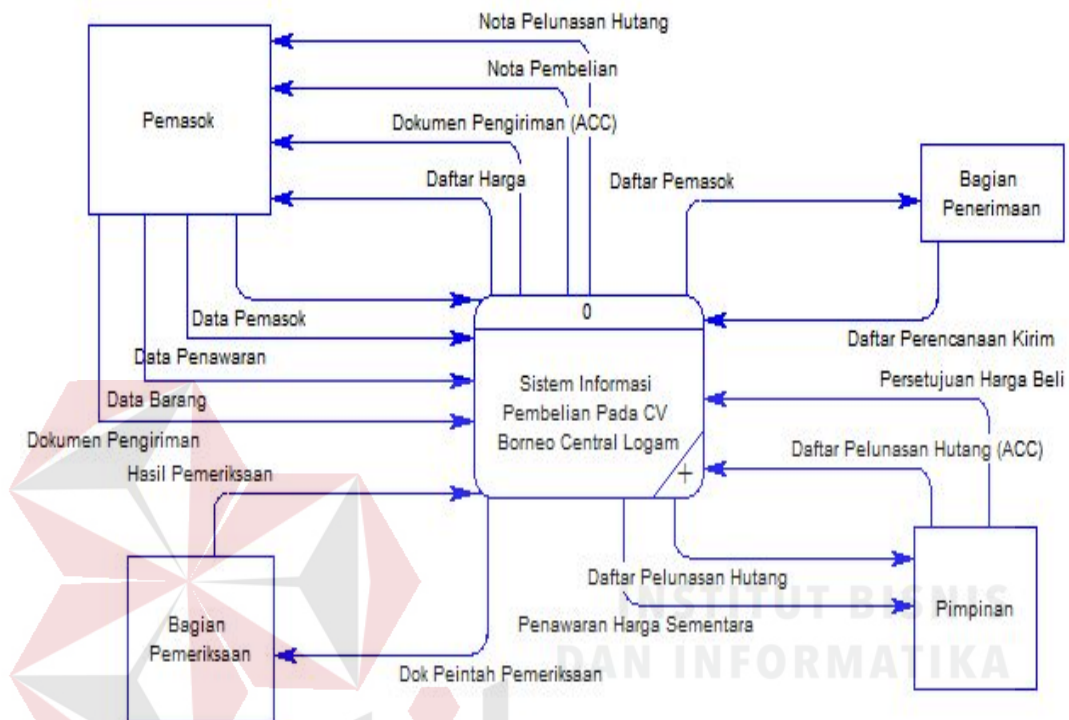 Nota Pelunasan Hutang
Nota Pembelian
Pemasok
Dokumen Pengiriman (ACC)
Daftar Harga
Daftar Pemasok
Bagian
Penerimaan
0
Data Pemasok
Data Penawaran
Data Barang
Dokumen Pengiriman
Daftar Perencanaan Kirim
Persetujuan Harga Beli
Sistem Informasi
Pembelian Pada CV
Borneo Central Logam
+
Daftar Pelunasan Hutang (ACC)
Hasil Pemeriksaan
Daftar Pelunasan Hutang
Penawaran Harga Sementara
Pimpinan
Bagian
Pemeriksaan
Dok Peintah Pemeriksaan
INSTITUT BISNIS
DAN INFORMATIKA